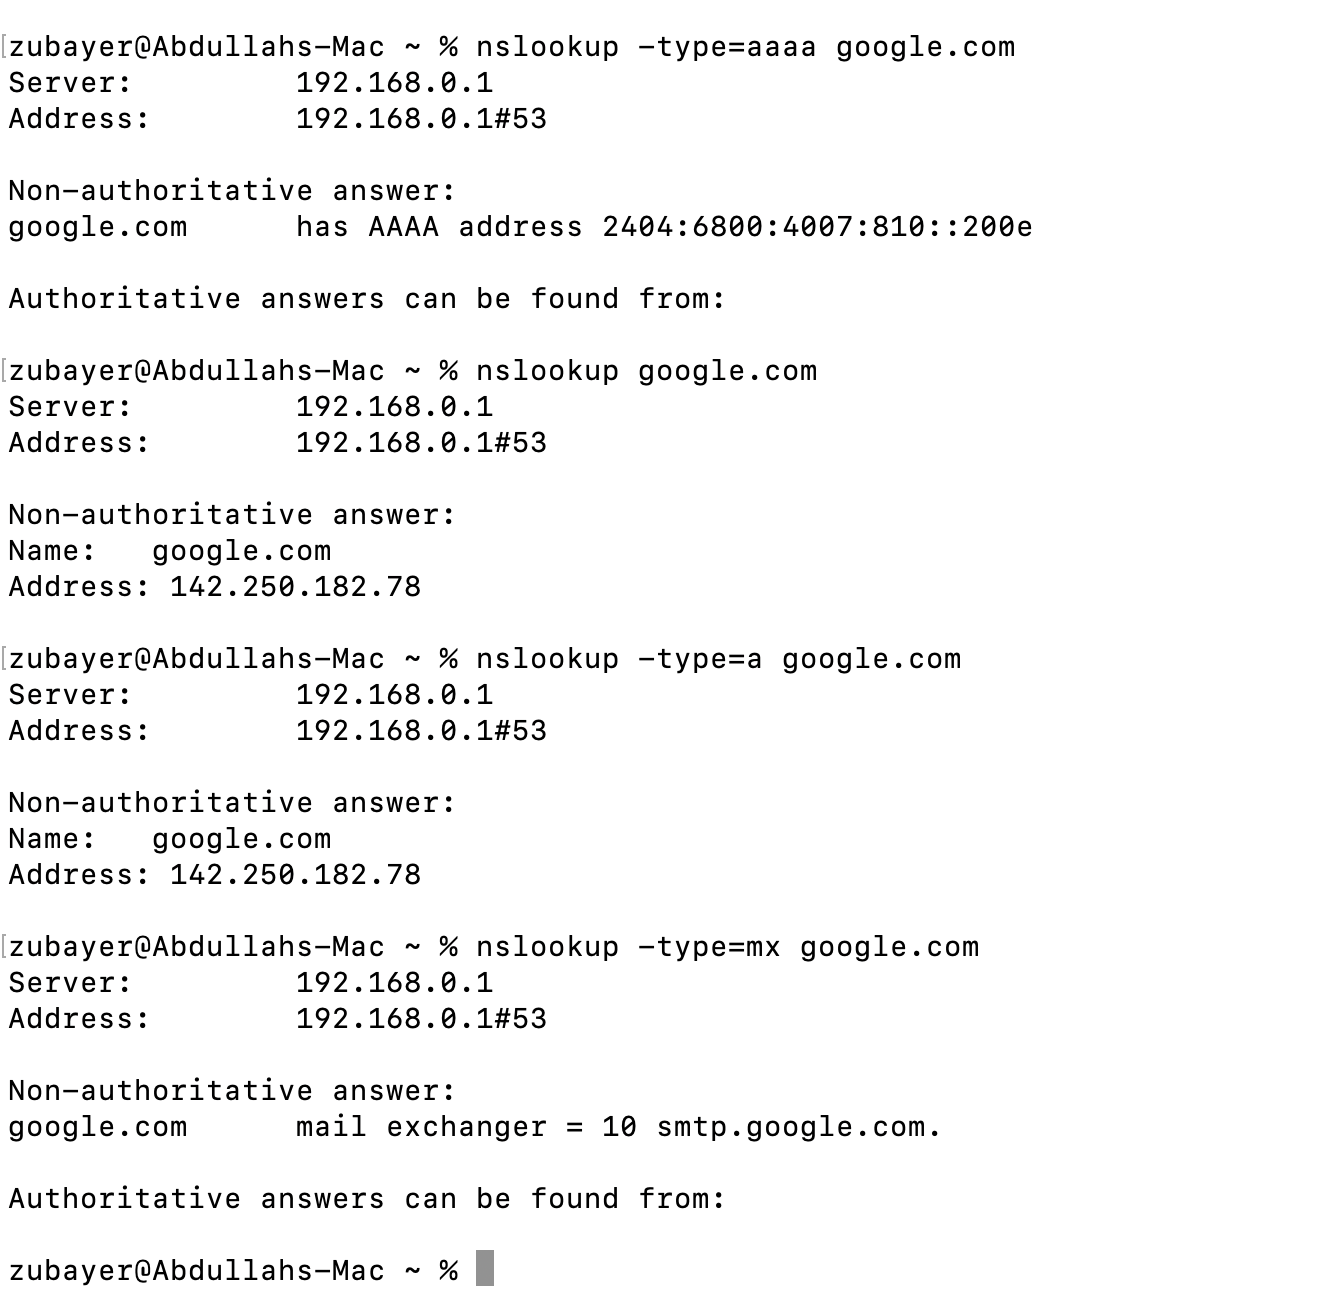 zubayer@Abdullahs-Mac ~ % nslookup -type=aaaa google.com
Server:		192.168.0.1
Address:	192.168.0.1#53

Non-authoritative answer:
google.com	has AAAA address 2404:6800:4007:810::200e

Authoritative answers can be found from:

zubayer@Abdullahs-Mac ~ % nslookup google.com
Server:		192.168.0.1
Address:	192.168.0.1#53

Non-authoritative answer:
Name:	google.com
Address: 142.250.182.78

zubayer@Abdullahs-Mac ~ % nslookup -type=a google.com
Server:		192.168.0.1
Address:	192.168.0.1#53

Non-authoritative answer:
Name:	google.com
Address: 142.250.182.78

zubayer@Abdullahs-Mac ~ % nslookup -type=mx google.com
Server:		192.168.0.1
Address:	192.168.0.1#53

Non-authoritative answer:
google.com	mail exchanger = 10 smtp.google.com.

Authoritative answers can be found from:

zubayer@Abdullahs-Mac ~ %